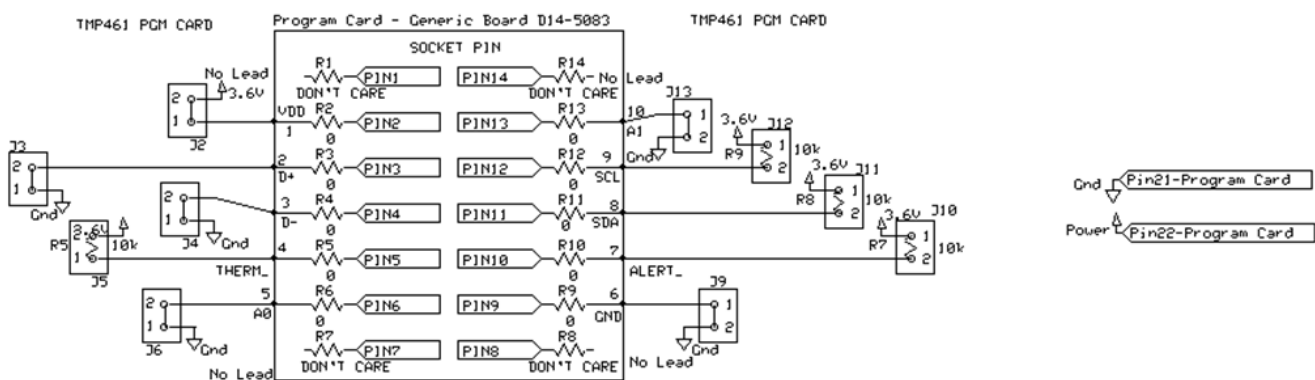 TMP461 PGM CARD
Program Card - Generic Board D14-5083
TMP461 PGM CARD
SOCKET PIN
No Lead
R1
PIN1
DON'T CARE
PIN14
R14
No Lead
DON'T CARE
2
1
3.6V
J2
VDD
1
R2
0
PIN2
PIN13
R13
0
10
A1
J13
1
2
Gnd
J3
2
1
Gnd
2
D+
R3
0
PIN3
PIN12
R12
0
9
SCL
3.6V
R9
J12
1
2
10k
2
1
J4
Gnd
3
D-
R4
0
PIN4
PIN11
R11
0
8
SDA
3.6V
R8
J11
1
2
10k
3.6V
R5
2
1
10k
J5
4
THERM_
R5
0
PIN5
PIN10
R10
0
7
ALERT_
3.6V
R7
J10
1
2
10k
2
1
J6
Gnd
5
A0
R6
0
PIN6
PIN9
R9
0
6
GND
J9
1
2
Gnd
R7
PIN7
DON'T CARE
No Lead
PIN8
R8
DON'T CARE
No Lead
Gnd
Pin21-Program Card
Power
Pin22-Program Card